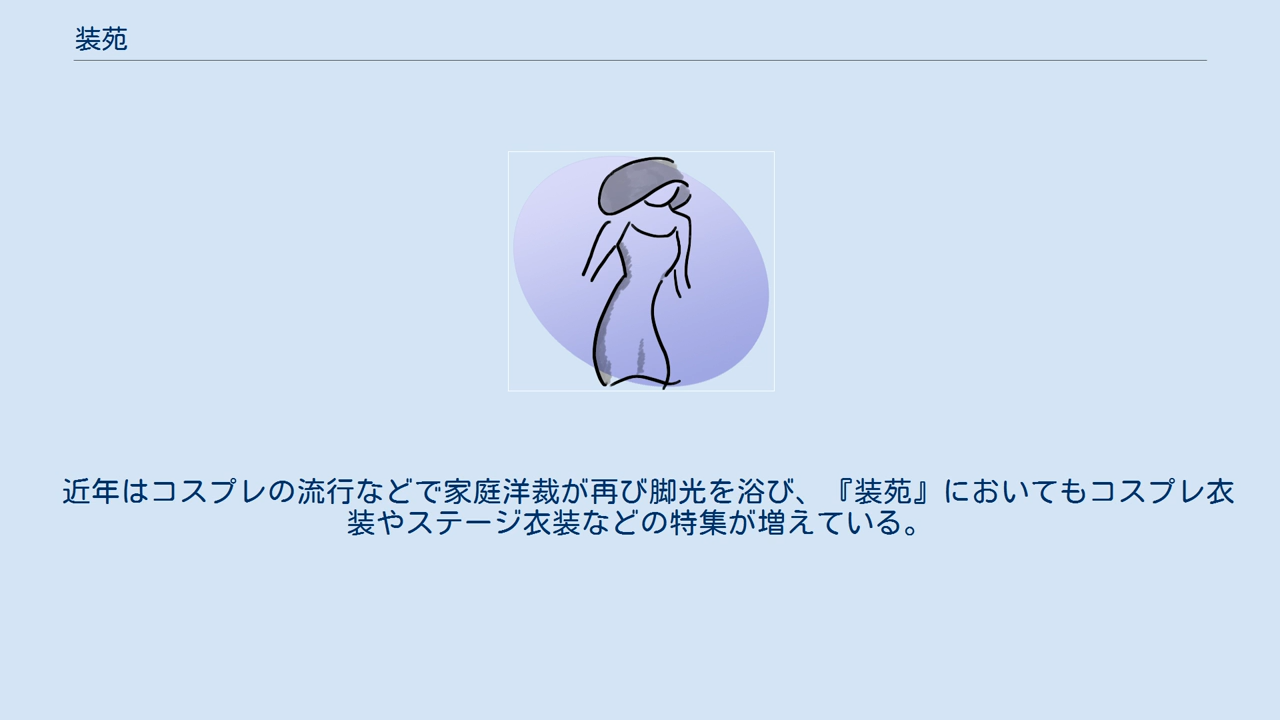 装苑
近年はコスプレの流行などで家庭洋裁が再び脚光を浴び、『装苑』においてもコスプレ衣
装やステージ衣装などの特集が増えている。